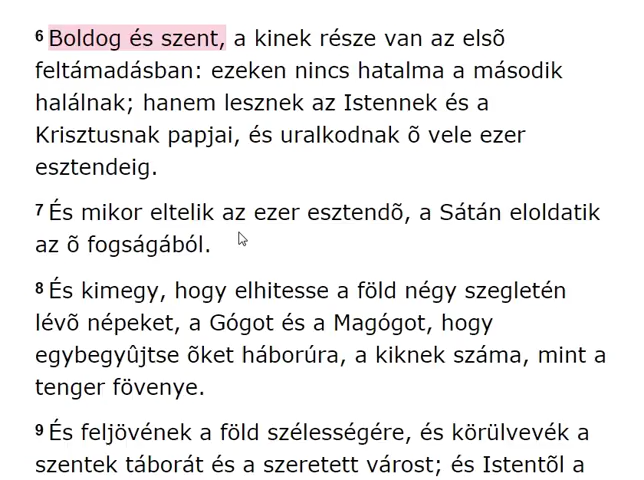 6 Boldog és szent, a kinek része van az elsõ
feltámadásban: ezeken nincs hatalma a második
halálnak; hanem lesznek az Istennek és a
Krisztusnak papjai, és uralkodnak õ vele ezer
esztendeig.
7 És mikor eltelik az ezer esztendõ, a Sátán eloldatik
az õ fogságából.
8 És kimegy, hogy elhitesse a föld négy szegletén
lévõ népeket, a Gógot és a Magógot, hogy
egybegyûjtse õket háborúra, a kiknek száma, mint a
tenger fövenye.
9 És feljövének a föld szélességére, és körülvevék a
szentek táborát és a szeretett várost; és Istentõl a